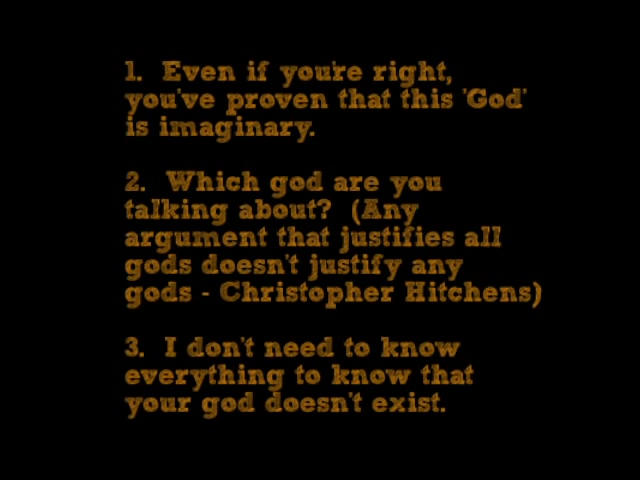 1.  Even if you're right,
you've proven that this 'God'
is imaginary.
2.  Which god are you
talking about?  (Any
argument that justifies all
gods doesn't justify any
gods - Christopher Hitchens)
3.  I don't need to know
everything to know that
your god doesn't exist.